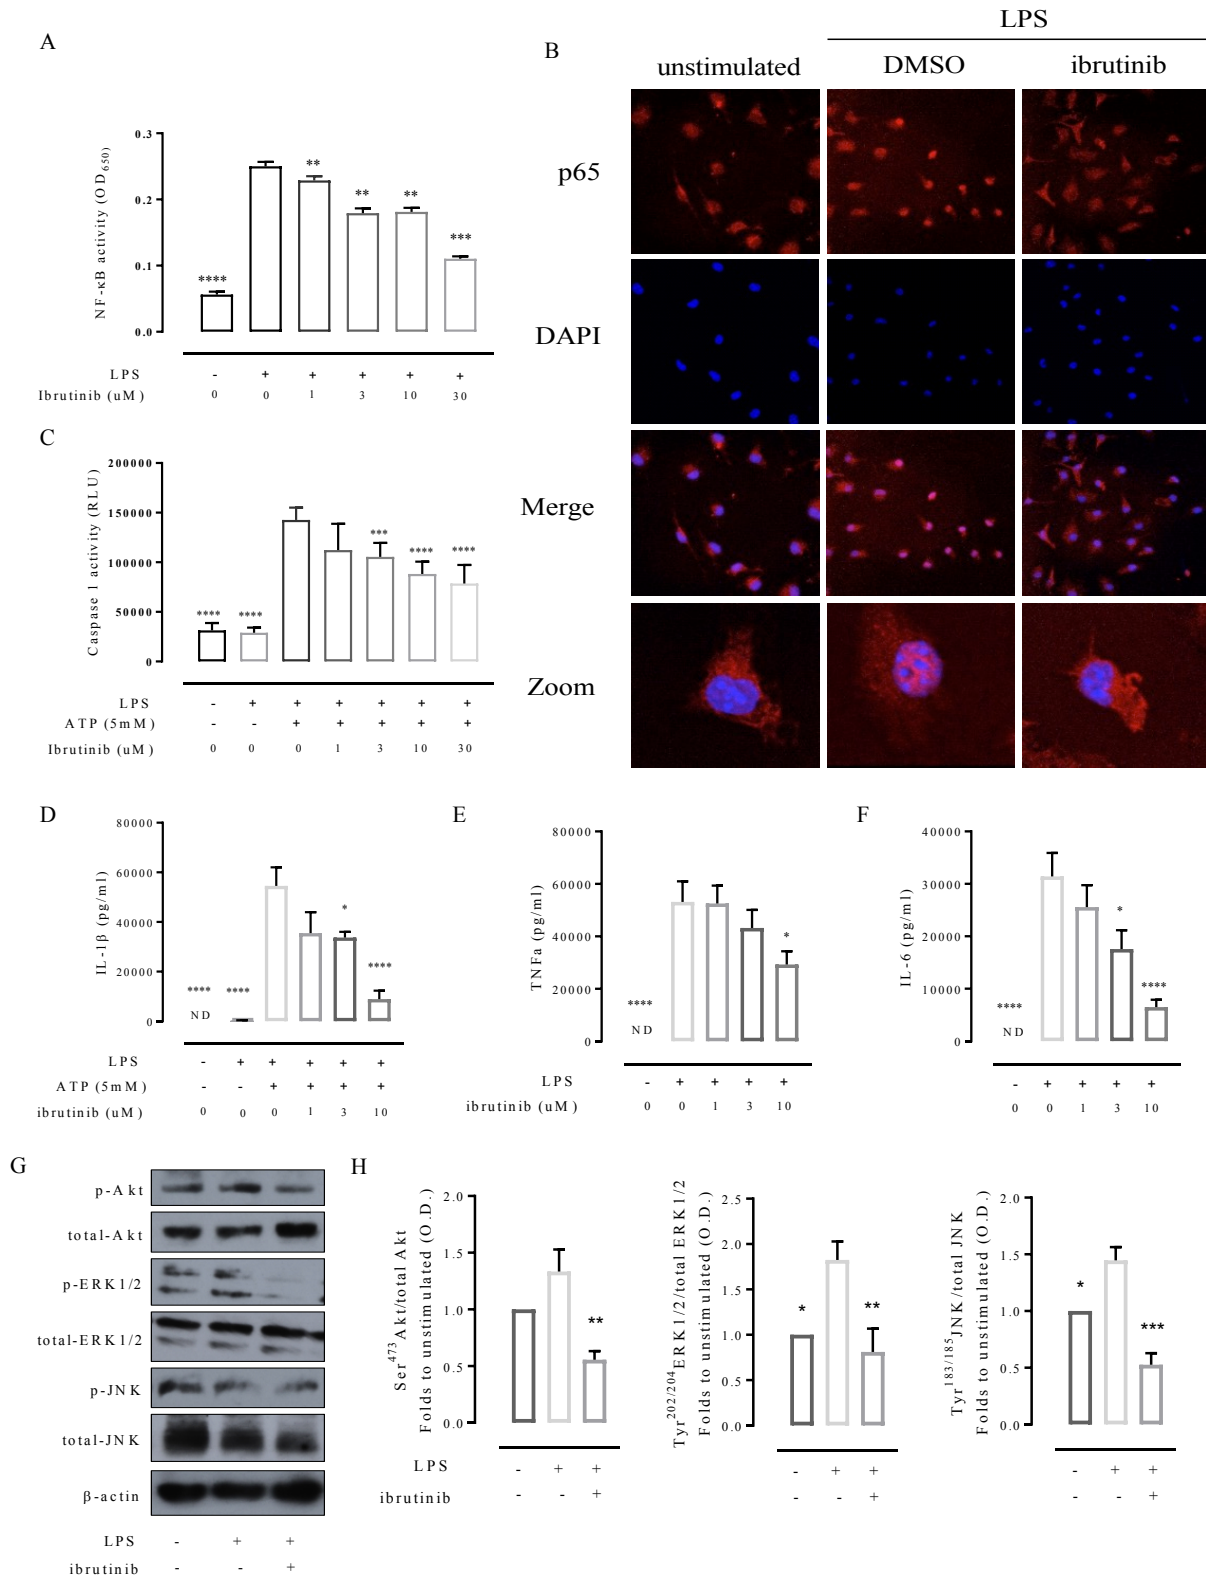 A
NF-κB activity (OD650)
0.3
0.2
0.1
0.0
**** ** ** ** ***
LPS - + + + + +
Ibrutinib (uM) 0 0 1 3 10 30
B
LPS
unstimulated DMSO ibrutinib
p65
DAPI
Merge
Zoom
C
Caspase 1 activity (RLU)
200000
150000
100000
50000
0
**** **** *** **** ****
LPS - + + + + + +
ATP (5mM) - - + + + + +
Ibrutinib (uM) 0 0 0 1 3 10 30
D
IL-1β (pg/ml)
80000
60000
40000
20000
0
**** **** * ****
ND
LPS - + + + + +
ATP (5mM) - - + + + +
ibrutinib (uM) 0 0 0 1 3 10
E
TNFa (pg/ml)
80000
60000
40000
20000
0
**** *
ND
LPS - + + + +
ibrutinib (uM) 0 0 1 3 10
F
IL-6 (pg/ml)
40000
30000
20000
10000
0
**** * ****
ND
- + + + +
0 0 1 3 10
G
p-Akt
total-Akt
p-ERK1/2
total-ERK1/2
p-JNK
total-JNK
β-actin
LPS - + +
ibrutinib - - +
H
Ser473Akt/total Akt
Folds to unstimulated (O.D.)
2.0
1.5
1.0
0.5
0.0
**
LPS - + +
ibrutinib - - +
Tyr202/204ERK1/2/total ERK1/2
Folds to unstimulated (O.D.)
2.5
2.0
1.5
1.0
0.5
0.0
* **
- + +
- - +
Tyr183/185JNK/total JNK
Folds to unstimulated (O.D.)
2.0
1.5
1.0
0.5
0.0
* ***
- + +
- - +